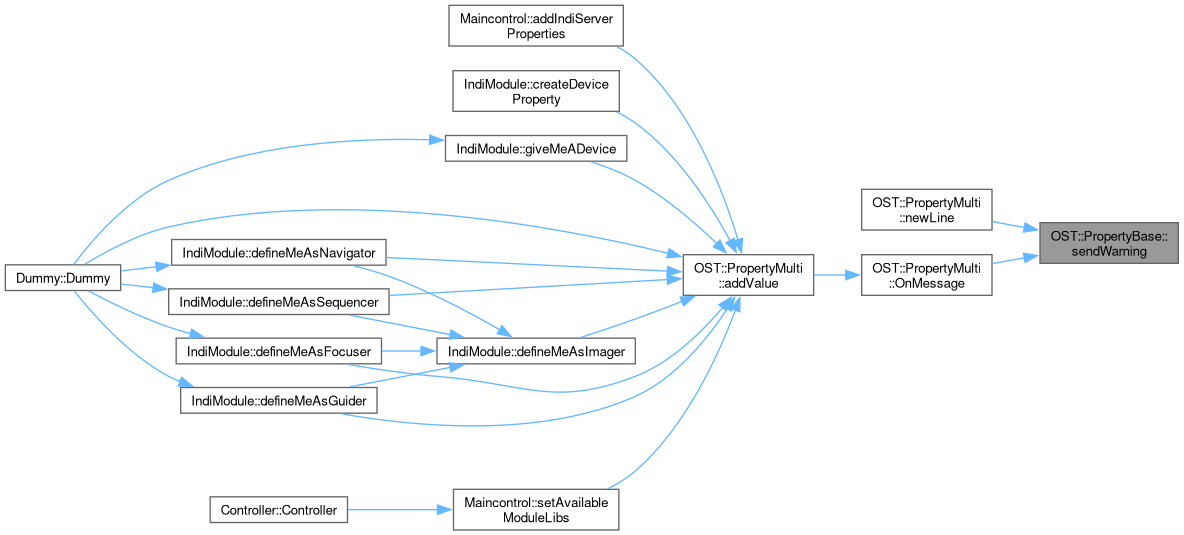 Maincontrol::addIndiServer
Properties
IndiModule::createDevice
Property
IndiModule::giveMeADevice
OST::PropertyMulti
::newLine
OST::PropertyBase::
sendWarning
IndiModule::defineMeAsNavigator
Dummy::Dummy
OST::PropertyMulti
::addValue
OST::PropertyMulti
::OnMessage
IndiModule::defineMeAsSequencer
IndiModule::defineMeAsFocuser
IndiModule::defineMeAsImager
IndiModule::defineMeAsGuider
Controller::Controller
Maincontrol::setAvailable
ModuleLibs